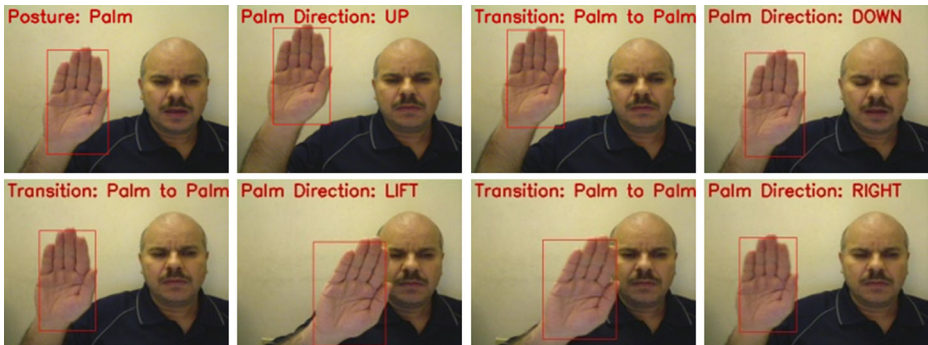 Posture: Palm
Palm Direction: UP
Transition: Palm to Palm
Palm Direction: DOWN
Transition: Palm to Palm
Palm Direction: LIFT
Transition: Palm to Palm
Palm Direction: RIGHT